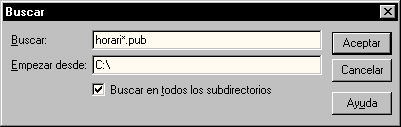 Buscar
Buscar: horari*.pub Aceptar
Empezar desde: C:\ Cancelar
Buscar en todos los subdirectorios Ayuda